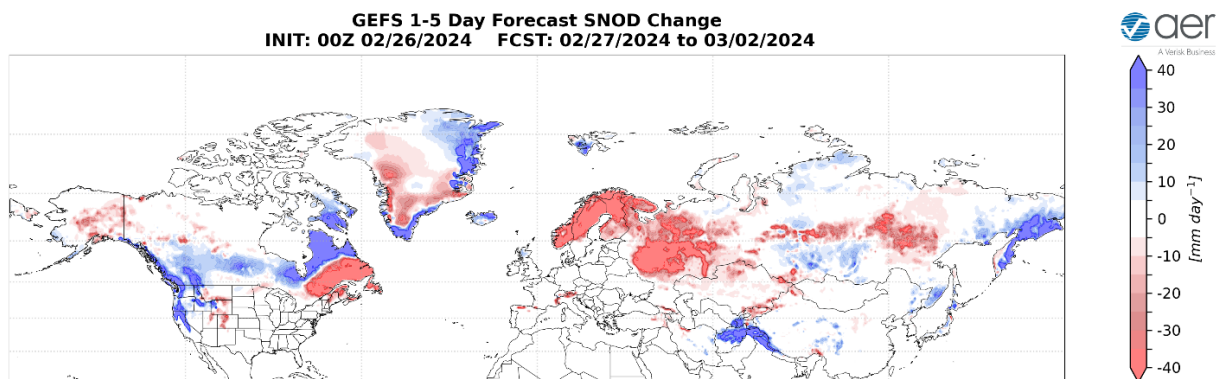 GEFS 1-5 Day Forecast SNOD Change
INIT: 00Z 02/26/2024    FCST: 02/27/2024 to 03/02/2024
aer
A Verisk Business
40
30
20
10
0
-10
-20
-30
-40
[mm day⁻¹]